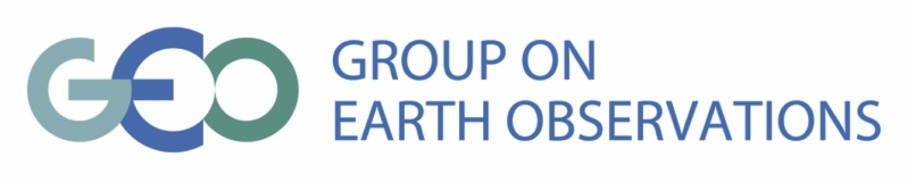 GEO
GROUP ON
EARTH OBSERVATIONS